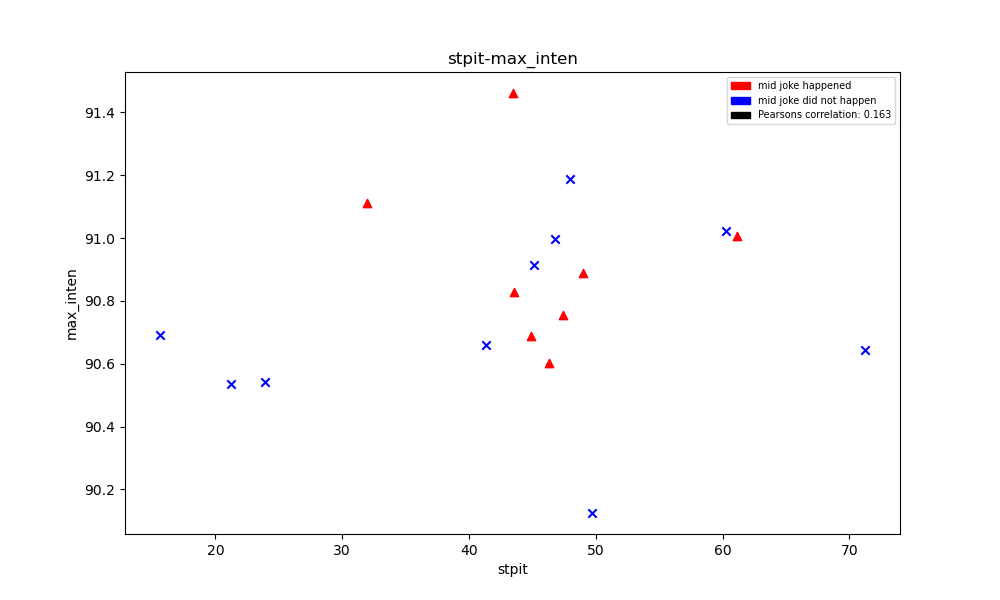 stpit-max_inten
mid joke happened
mid joke did not happen
Pearsons correlation: 0.163
91.4
91.2
91.0
90.8
90.6
90.4
90.2
max_inten
20 30 40 50 60 70
stpit